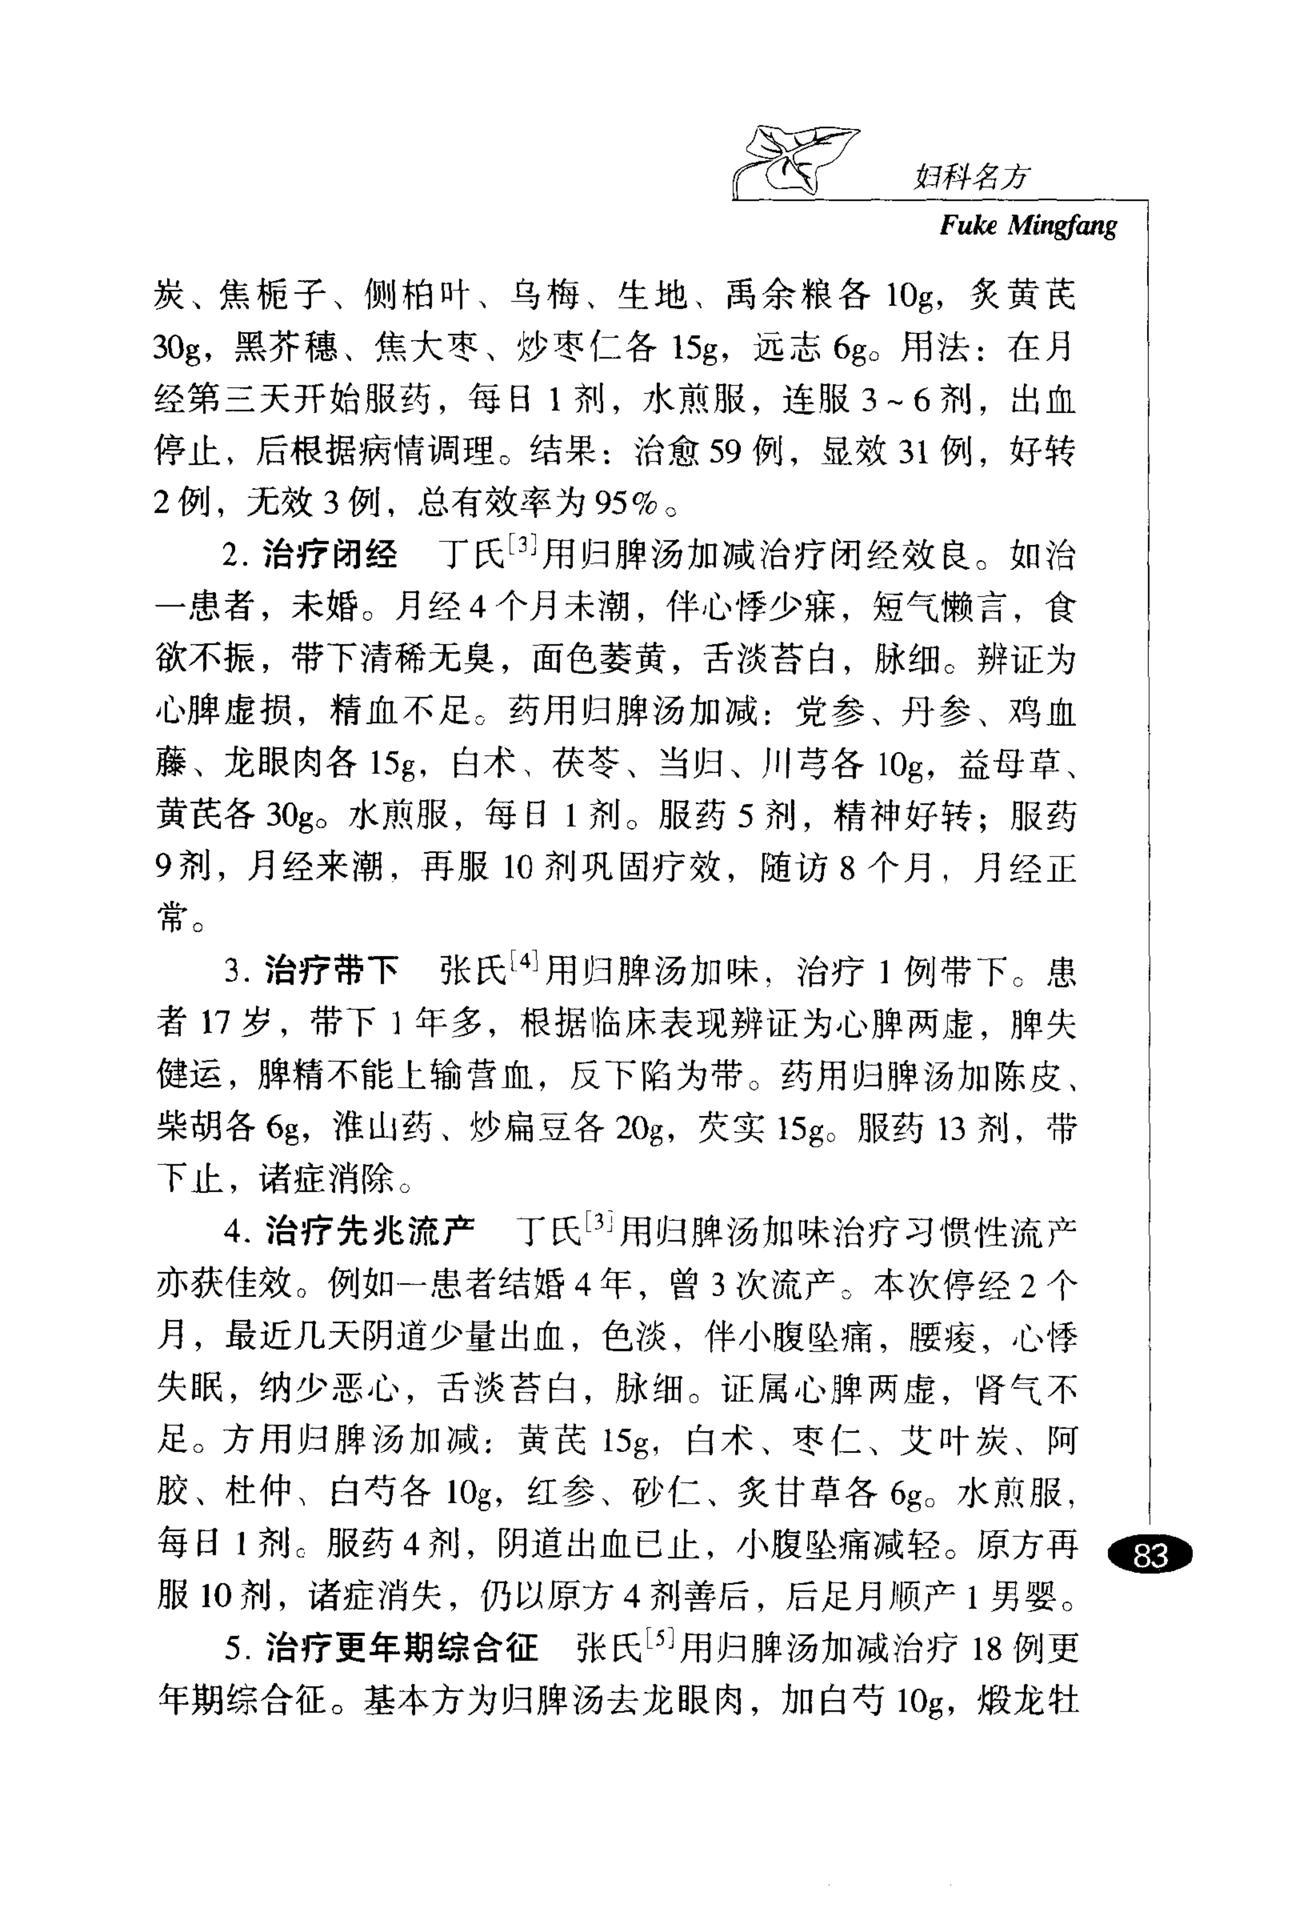 妇科名方
Fuke Mingfang
炭、焦栀子、侧柏叶、乌梅、生地、禹余粮各 10g，炙黄芪
30g，黑芥穗、焦大枣、炒枣仁各 15g，远志 6g。用法：在月
经第三天开始服药，每日 1 剂，水煎服，连服 3～6 剂，出血
停止，后根据病情调理。结果：治愈 59 例，显效 31 例，好转
2 例，无效 3 例，总有效率为 95%。
2. 治疗闭经　丁氏[3]用归脾汤加减治疗闭经效良。如治
一患者，未婚。月经 4 个月未潮，伴心悸少寐，短气懒言，食
欲不振，带下清稀无臭，面色萎黄，舌淡苔白，脉细。辨证为
心脾虚损，精血不足。药用归脾汤加减：党参、丹参、鸡血
藤、龙眼肉各 15g，白术、茯苓、当归、川芎各 10g，益母草、
黄芪各 30g。水煎服，每日 1 剂。服药 5 剂，精神好转；服药
9 剂，月经来潮，再服 10 剂巩固疗效，随访 8 个月，月经正
常。
3. 治疗带下　张氏[4]用归脾汤加味，治疗 1 例带下。患
者 17 岁，带下 1 年多，根据临床表现辨证为心脾两虚，脾失
健运，脾精不能上输营血，反下陷为带。药用归脾汤加陈皮、
柴胡各 6g，淮山药、炒扁豆各 20g，芡实 15g。服药 13 剂，带
下止，诸症消除。
4. 治疗先兆流产　丁氏[3]用归脾汤加味治疗习惯性流产
亦获佳效。例如一患者结婚 4 年，曾 3 次流产。本次停经 2 个
月，最近几天阴道少量出血，色淡，伴小腹坠痛，腰痠，心悸
失眠，纳少恶心，舌淡苔白，脉细。证属心脾两虚，肾气不
足。方用归脾汤加减：黄芪 15g，白术、枣仁、艾叶炭、阿
胶、杜仲、白芍各 10g，红参、砂仁、炙甘草各 6g。水煎服，
每日 1 剂。服药 4 剂，阴道出血已止，小腹坠痛减轻。原方再
服 10 剂，诸症消失，仍以原方 4 剂善后，后足月顺产 1 男婴。
5. 治疗更年期综合征　张氏[5]用归脾汤加减治疗 18 例更
年期综合征。基本方为归脾汤去龙眼肉，加白芍 10g，煅龙牡
83